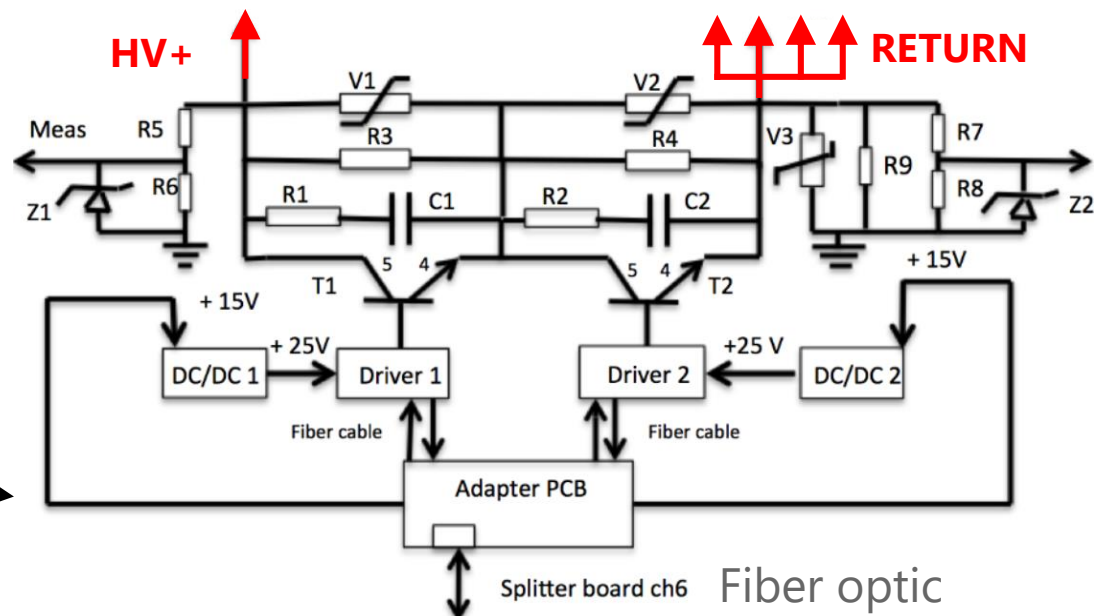 HV+
RETURN
V1
V2
Meas
R5
R3
R4
V3
R7
R9
R6
R8
Z1
R1
C1
R2
C2
Z2
5
4
5
4
T1
T2
+ 15V
+ 15V
+ 25V
+25 V
DC/DC 1
Driver 1
Driver 2
DC/DC 2
Fiber cable
Fiber cable
Adapter PCB
Splitter board ch6
Fiber optic